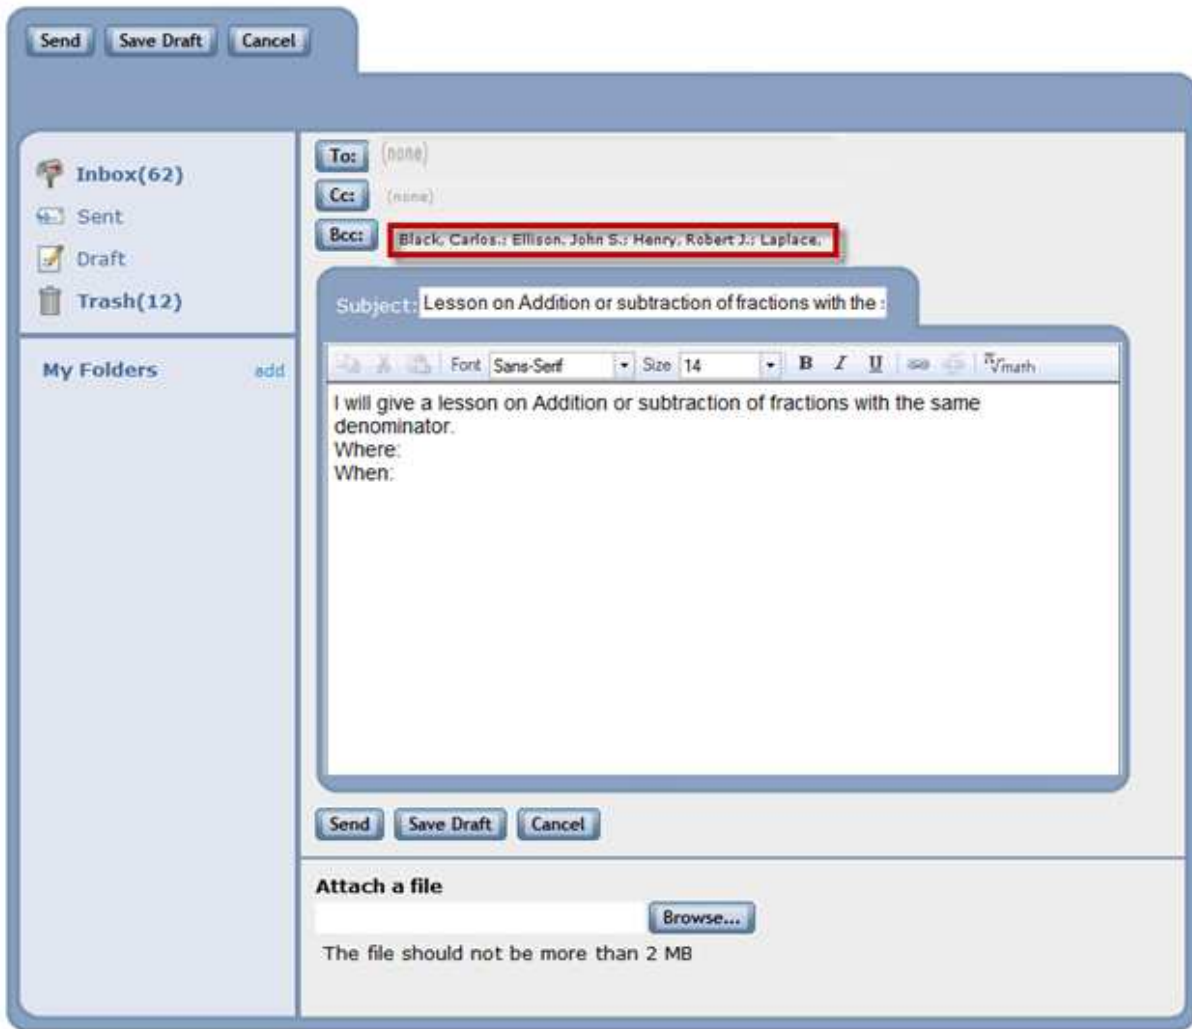 Send Save Draft Cancel
Inbox(62)
Sent
Draft
Trash(12)
My Folders add
To: (none)
Cc: (none)
Bcc: Black, Carlos.; Ellison, John S.; Henry, Robert J.; Laplace,
Subject: Lesson on Addition or subtraction of fractions with the
Font Sans-Serif Size 14 B I U math
I will give a lesson on Addition or subtraction of fractions with the same
denominator.
Where:
When:
Send Save Draft Cancel
Attach a file
Browse...
The file should not be more than 2 MB